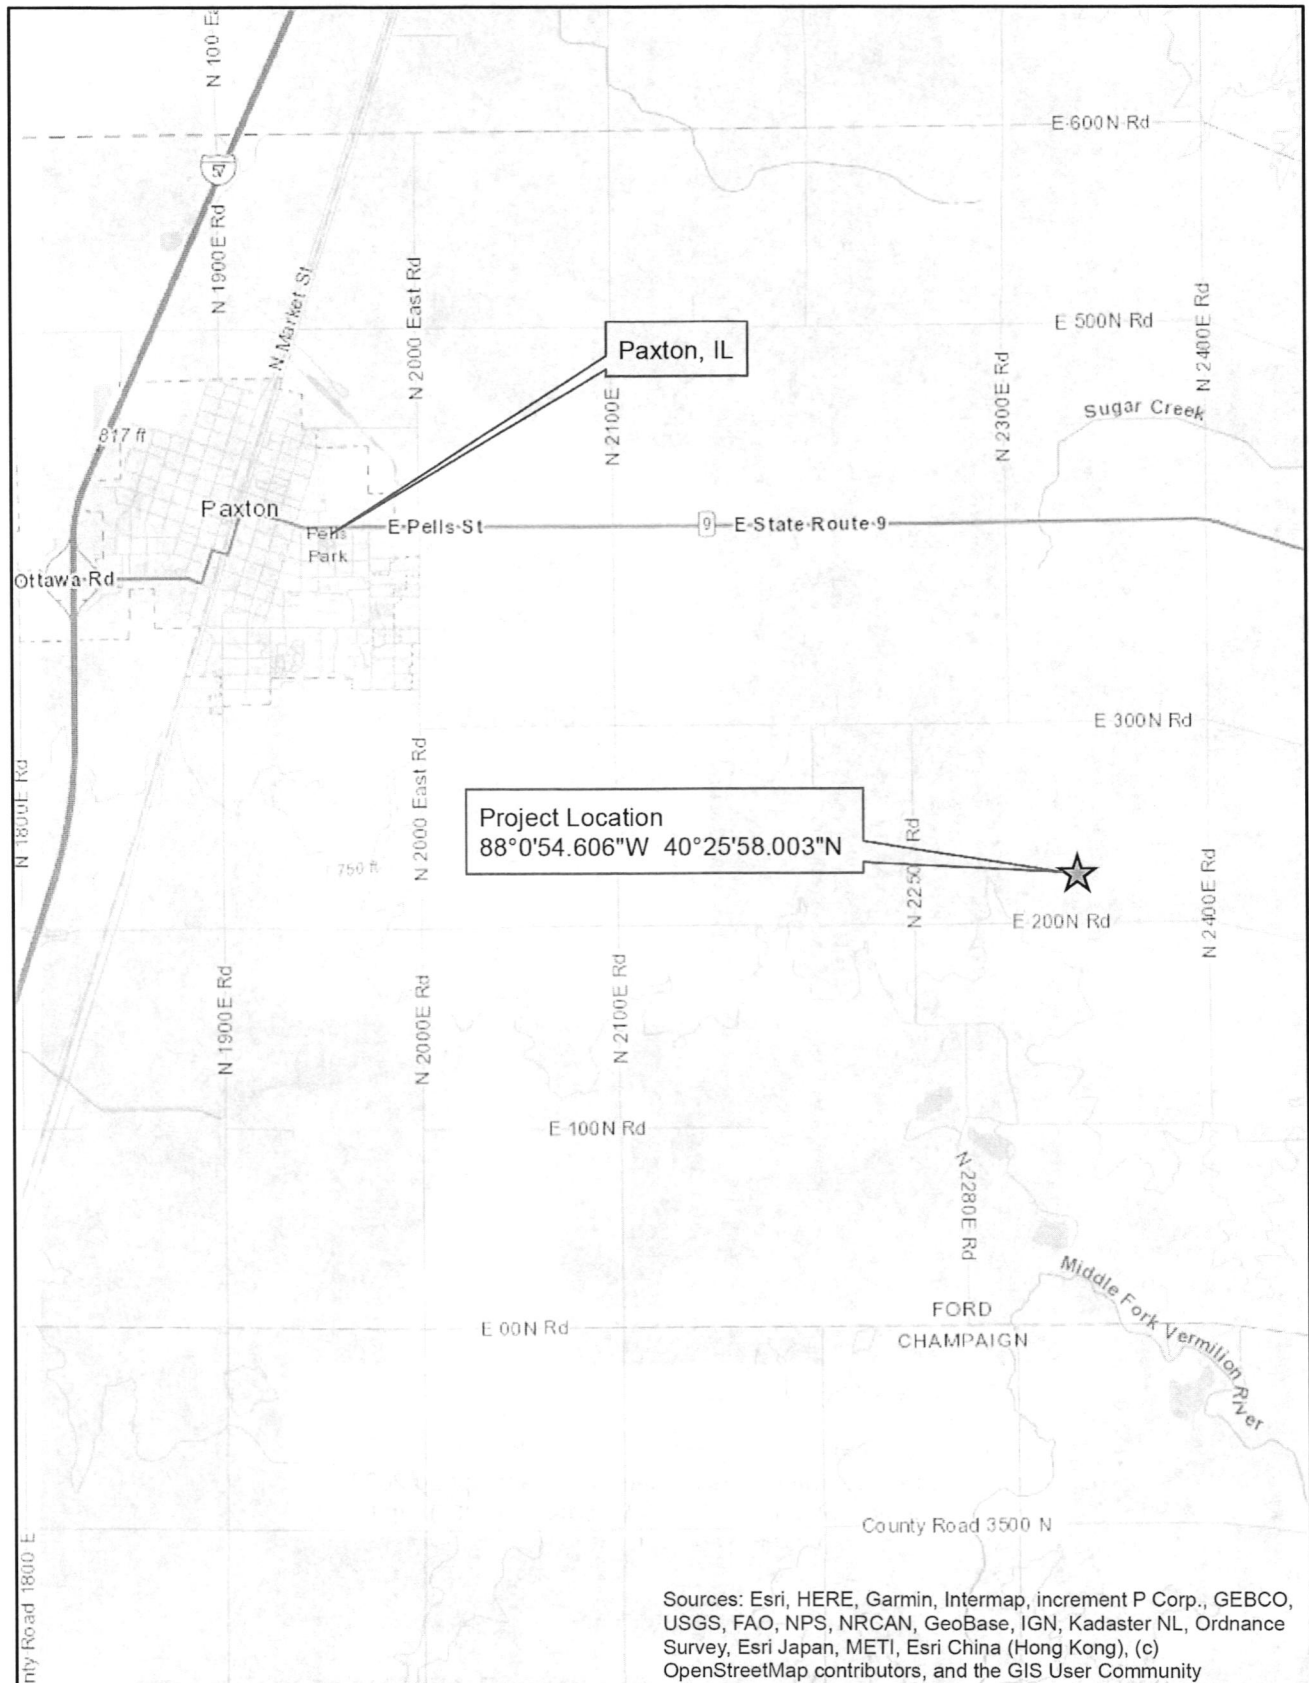 N 100 E
E 600N Rd
57
N 1900E Rd
N Market St
N 2000 East Rd
E 500N Rd
N 2400E Rd
Paxton, IL
N 2100E
N 2300E Rd
Sugar Creek
817 ft
Paxton
Pells
Park
E Pells St
9
E State Route 9
Ottawa Rd
E 300N Rd
N 1800E Rd
N 2000 East Rd
Project Location
88°0'54.606"W 40°25'58.003"N
750 ft
N 2250 Rd
E 200N Rd
N 2400E Rd
N 1900E Rd
N 2000E Rd
N 2100E Rd
E 100N Rd
N 2280E Rd
Middle Fork Vermilion River
FORD
E 00N Rd
CHAMPAIGN
County Road 3500 N
nty Road 1800 E
Sources: Esri, HERE, Garmin, Intermap, increment P Corp., GEBCO,
USGS, FAO, NPS, NRCAN, GeoBase, IGN, Kadaster NL, Ordnance
Survey, Esri Japan, METI, Esri China (Hong Kong), (c)
OpenStreetMap contributors, and the GIS User Community